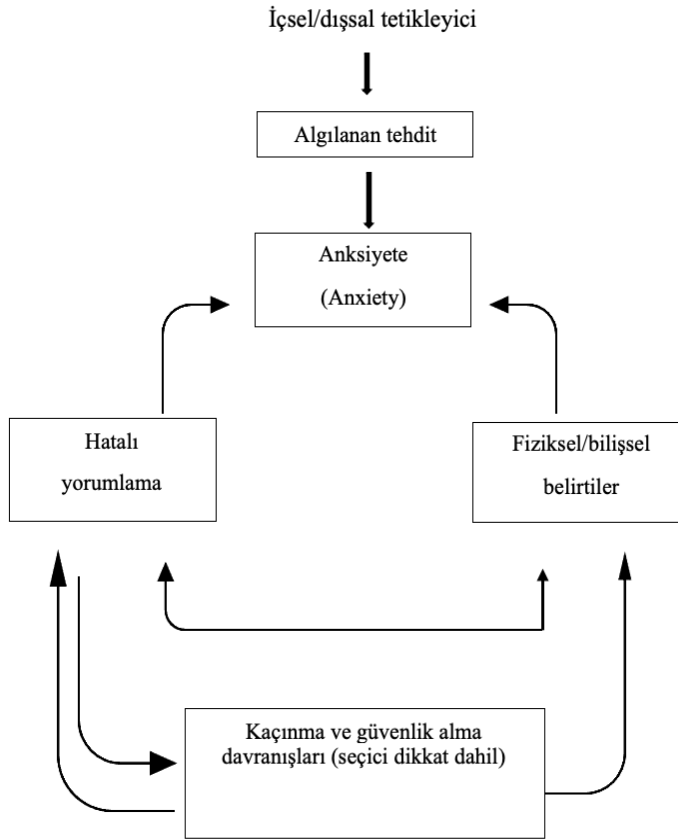 İçsel/dışsal tetikleyici
Algılanan tehdit
Anksiyete
(Anxiety)
Hatalı
yorumlama
Fiziksel/bilişsel
belirtiler
Kaçınma ve güvenlik alma
davranışları (seçici dikkat dahil)